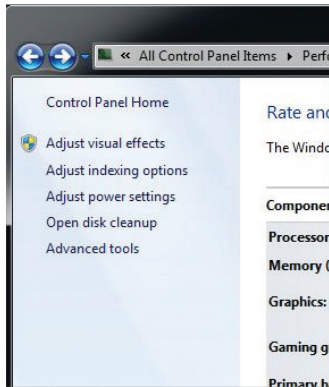 « All Control Panel Items ▸ Perfo
Control Panel Home
Adjust visual effects
Adjust indexing options
Adjust power settings
Open disk cleanup
Advanced tools
Rate and
The Windo
Componen
Processor
Memory (
Graphics:
Gaming g
Primary h